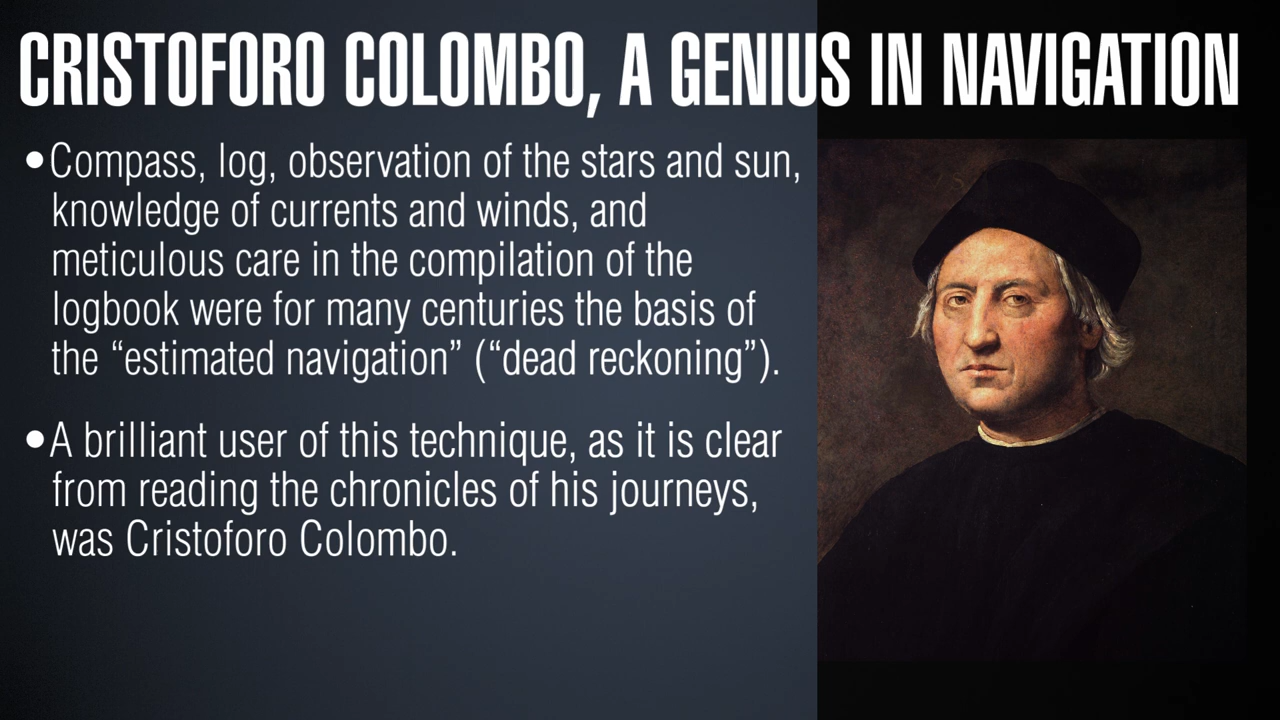 CRISTOFORO COLOMBO, A GENIUS IN NAVIGATION
•Compass, log, observation of the stars and sun,
knowledge of currents and winds, and
meticulous care in the compilation of the
logbook were for many centuries the basis of
the “estimated navigation” (“dead reckoning”).
•A brilliant user of this technique, as it is clear
from reading the chronicles of his journeys,
was Cristoforo Colombo.